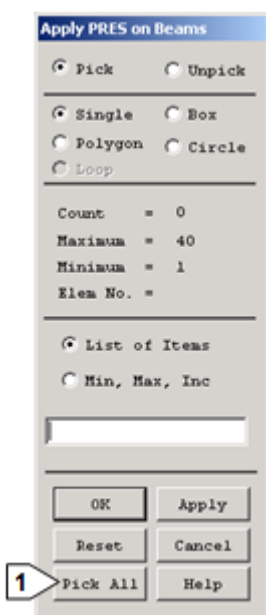 Apply PRES on Beams
Pick Unpick
Single Box
Polygon Circle
Loop
Count = 0
Maximum = 40
Minimum = 1
Elem No. =
List of Items
Min, Max, Inc
OK Apply
Reset Cancel
1 Pick All Help